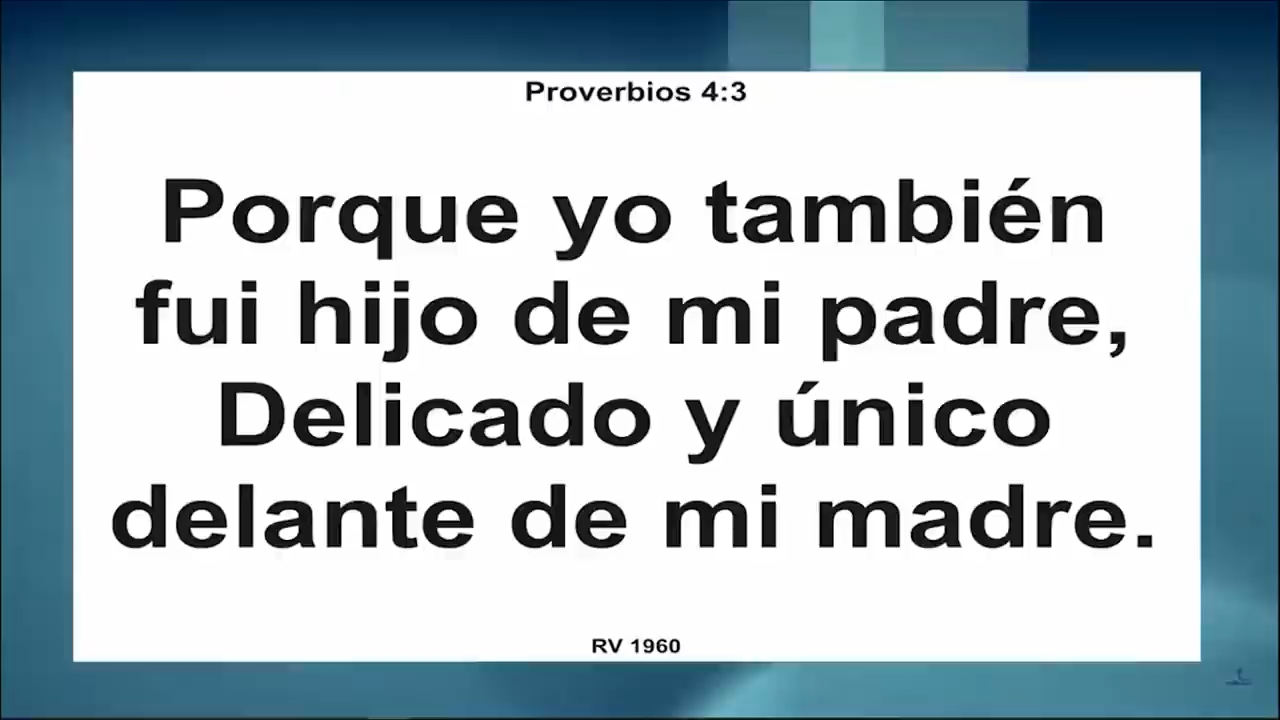 Proverbios 4:3
Porque yo también
fui hijo de mi padre,
Delicado y único
delante de mi madre.
RV 1960